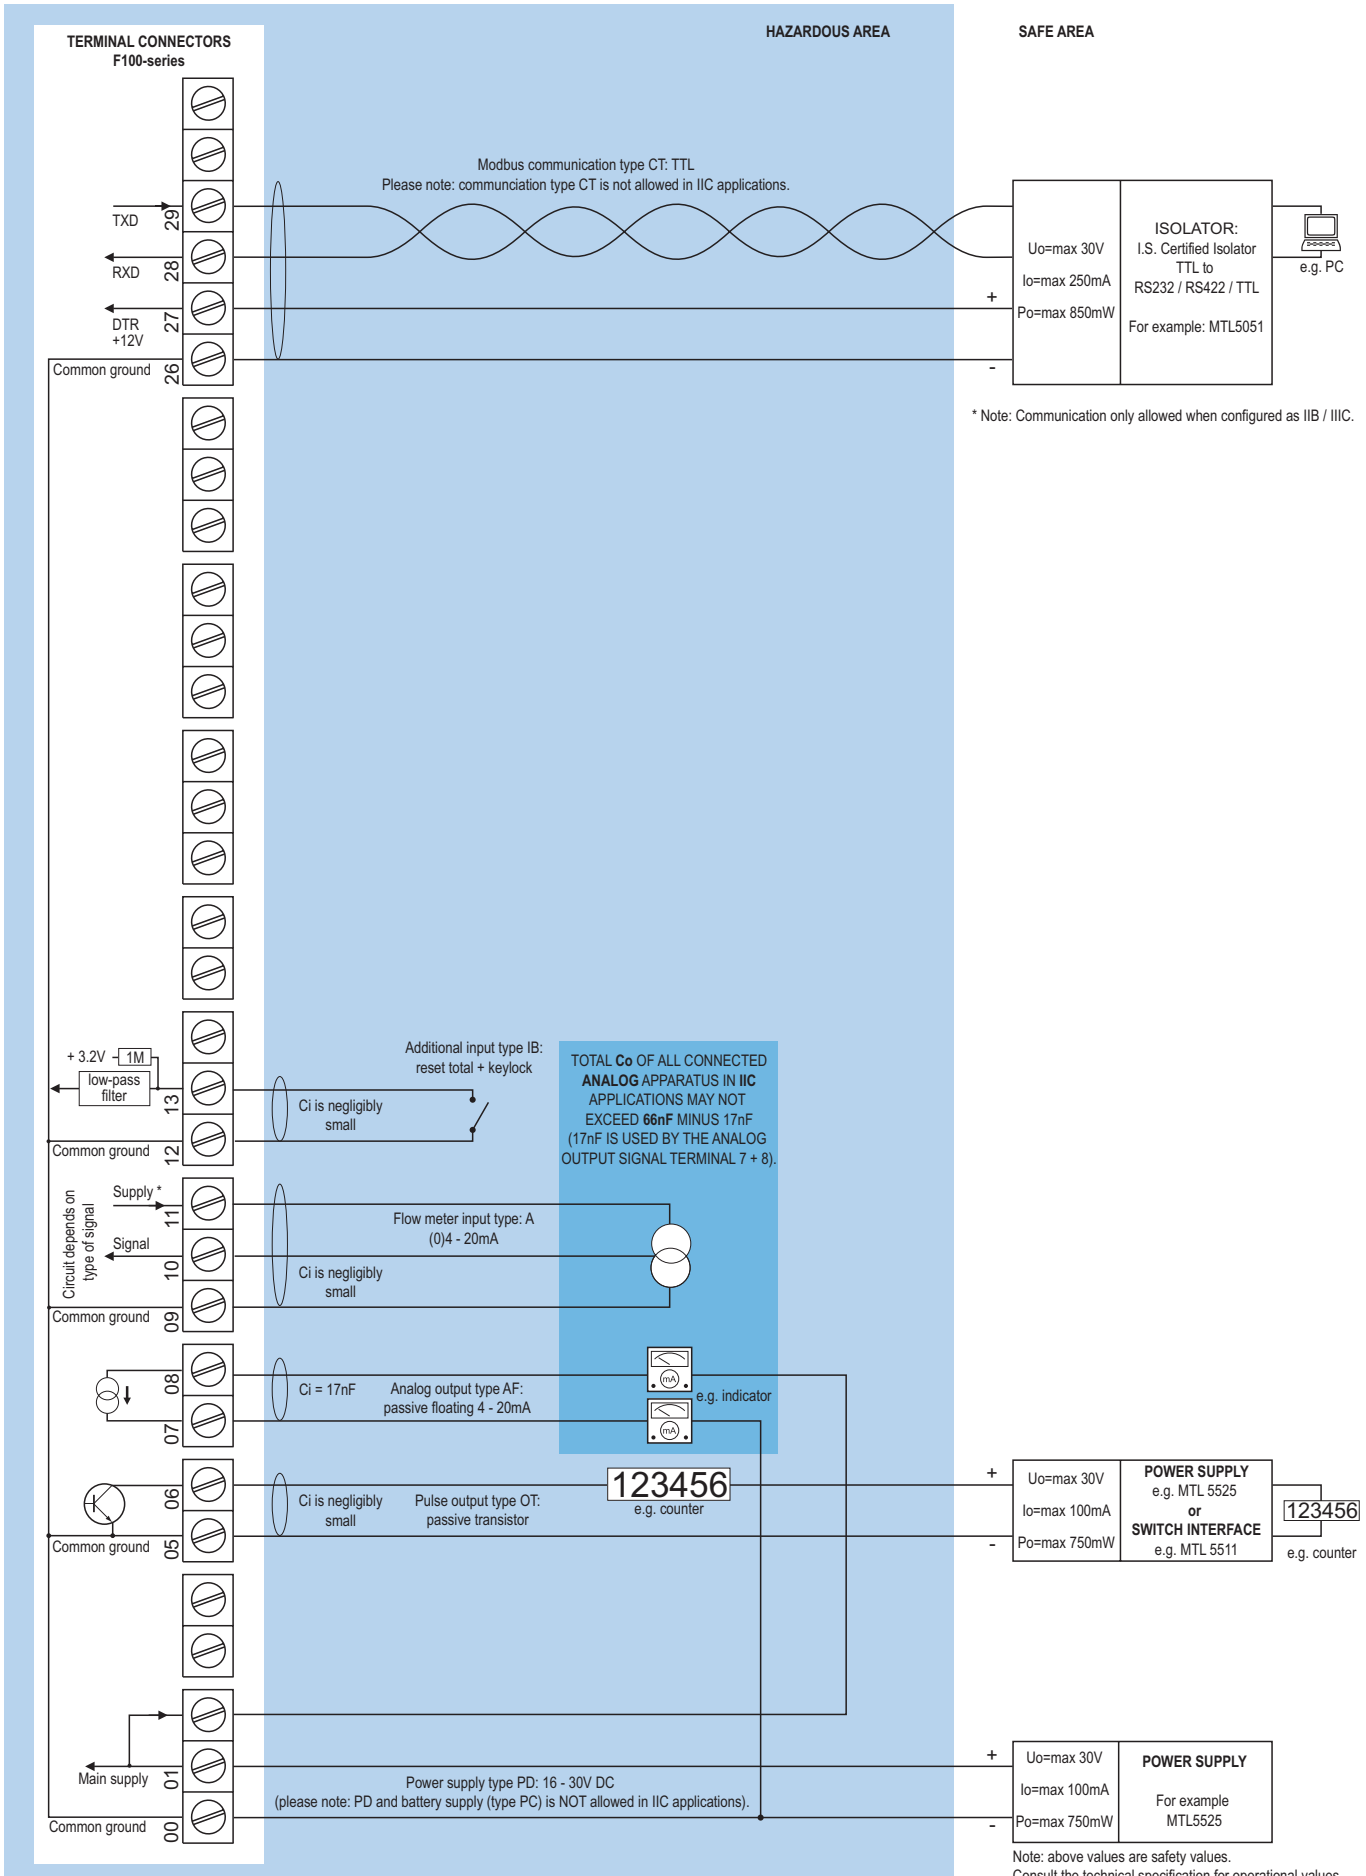 HAZARDOUS AREA
SAFE AREA
TERMINAL CONNECTORS
F100-series
Modbus communication type CT: TTL
Please note: communciation type CT is not allowed in IIC applications.
TXD
29
RXD
28
DTR
+12V
27
Common ground
26
+
-
Uo=max 30V
Io=max 250mA
Po=max 850mW
ISOLATOR:
I.S. Certified Isolator
TTL to
RS232 / RS422 / TTL
For example: MTL5051
e.g. PC
* Note: Communication only allowed when configured as IIB / IIIC.
+ 3.2V
1M
low-pass
filter
13
Common ground
12
Ci is negligibly
small
Additional input type IB:
reset total + keylock
TOTAL Co OF ALL CONNECTED
ANALOG APPARATUS IN IIC
APPLICATIONS MAY NOT
EXCEED 66nF MINUS 17nF
(17nF IS USED BY THE ANALOG
OUTPUT SIGNAL TERMINAL 7 + 8).
Circuit depends on
type of signal
Supply *
11
Signal
10
Common ground
09
Flow meter input type: A
(0)4 - 20mA
Ci is negligibly
small
08
07
Ci = 17nF
Analog output type AF:
passive floating 4 - 20mA
mA
mA
e.g. indicator
06
Common ground
05
Ci is negligibly
small
Pulse output type OT:
passive transistor
123456
e.g. counter
+
-
Uo=max 30V
Io=max 100mA
Po=max 750mW
POWER SUPPLY
e.g. MTL 5525
or
SWITCH INTERFACE
e.g. MTL 5511
123456
e.g. counter
Main supply
01
Common ground
00
Power supply type PD: 16 - 30V DC
(please note: PD and battery supply (type PC) is NOT allowed in IIC applications).
+
-
Uo=max 30V
Io=max 100mA
Po=max 750mW
POWER SUPPLY
For example
MTL5525
Note: above values are safety values.
Consult the technical specification for operational values